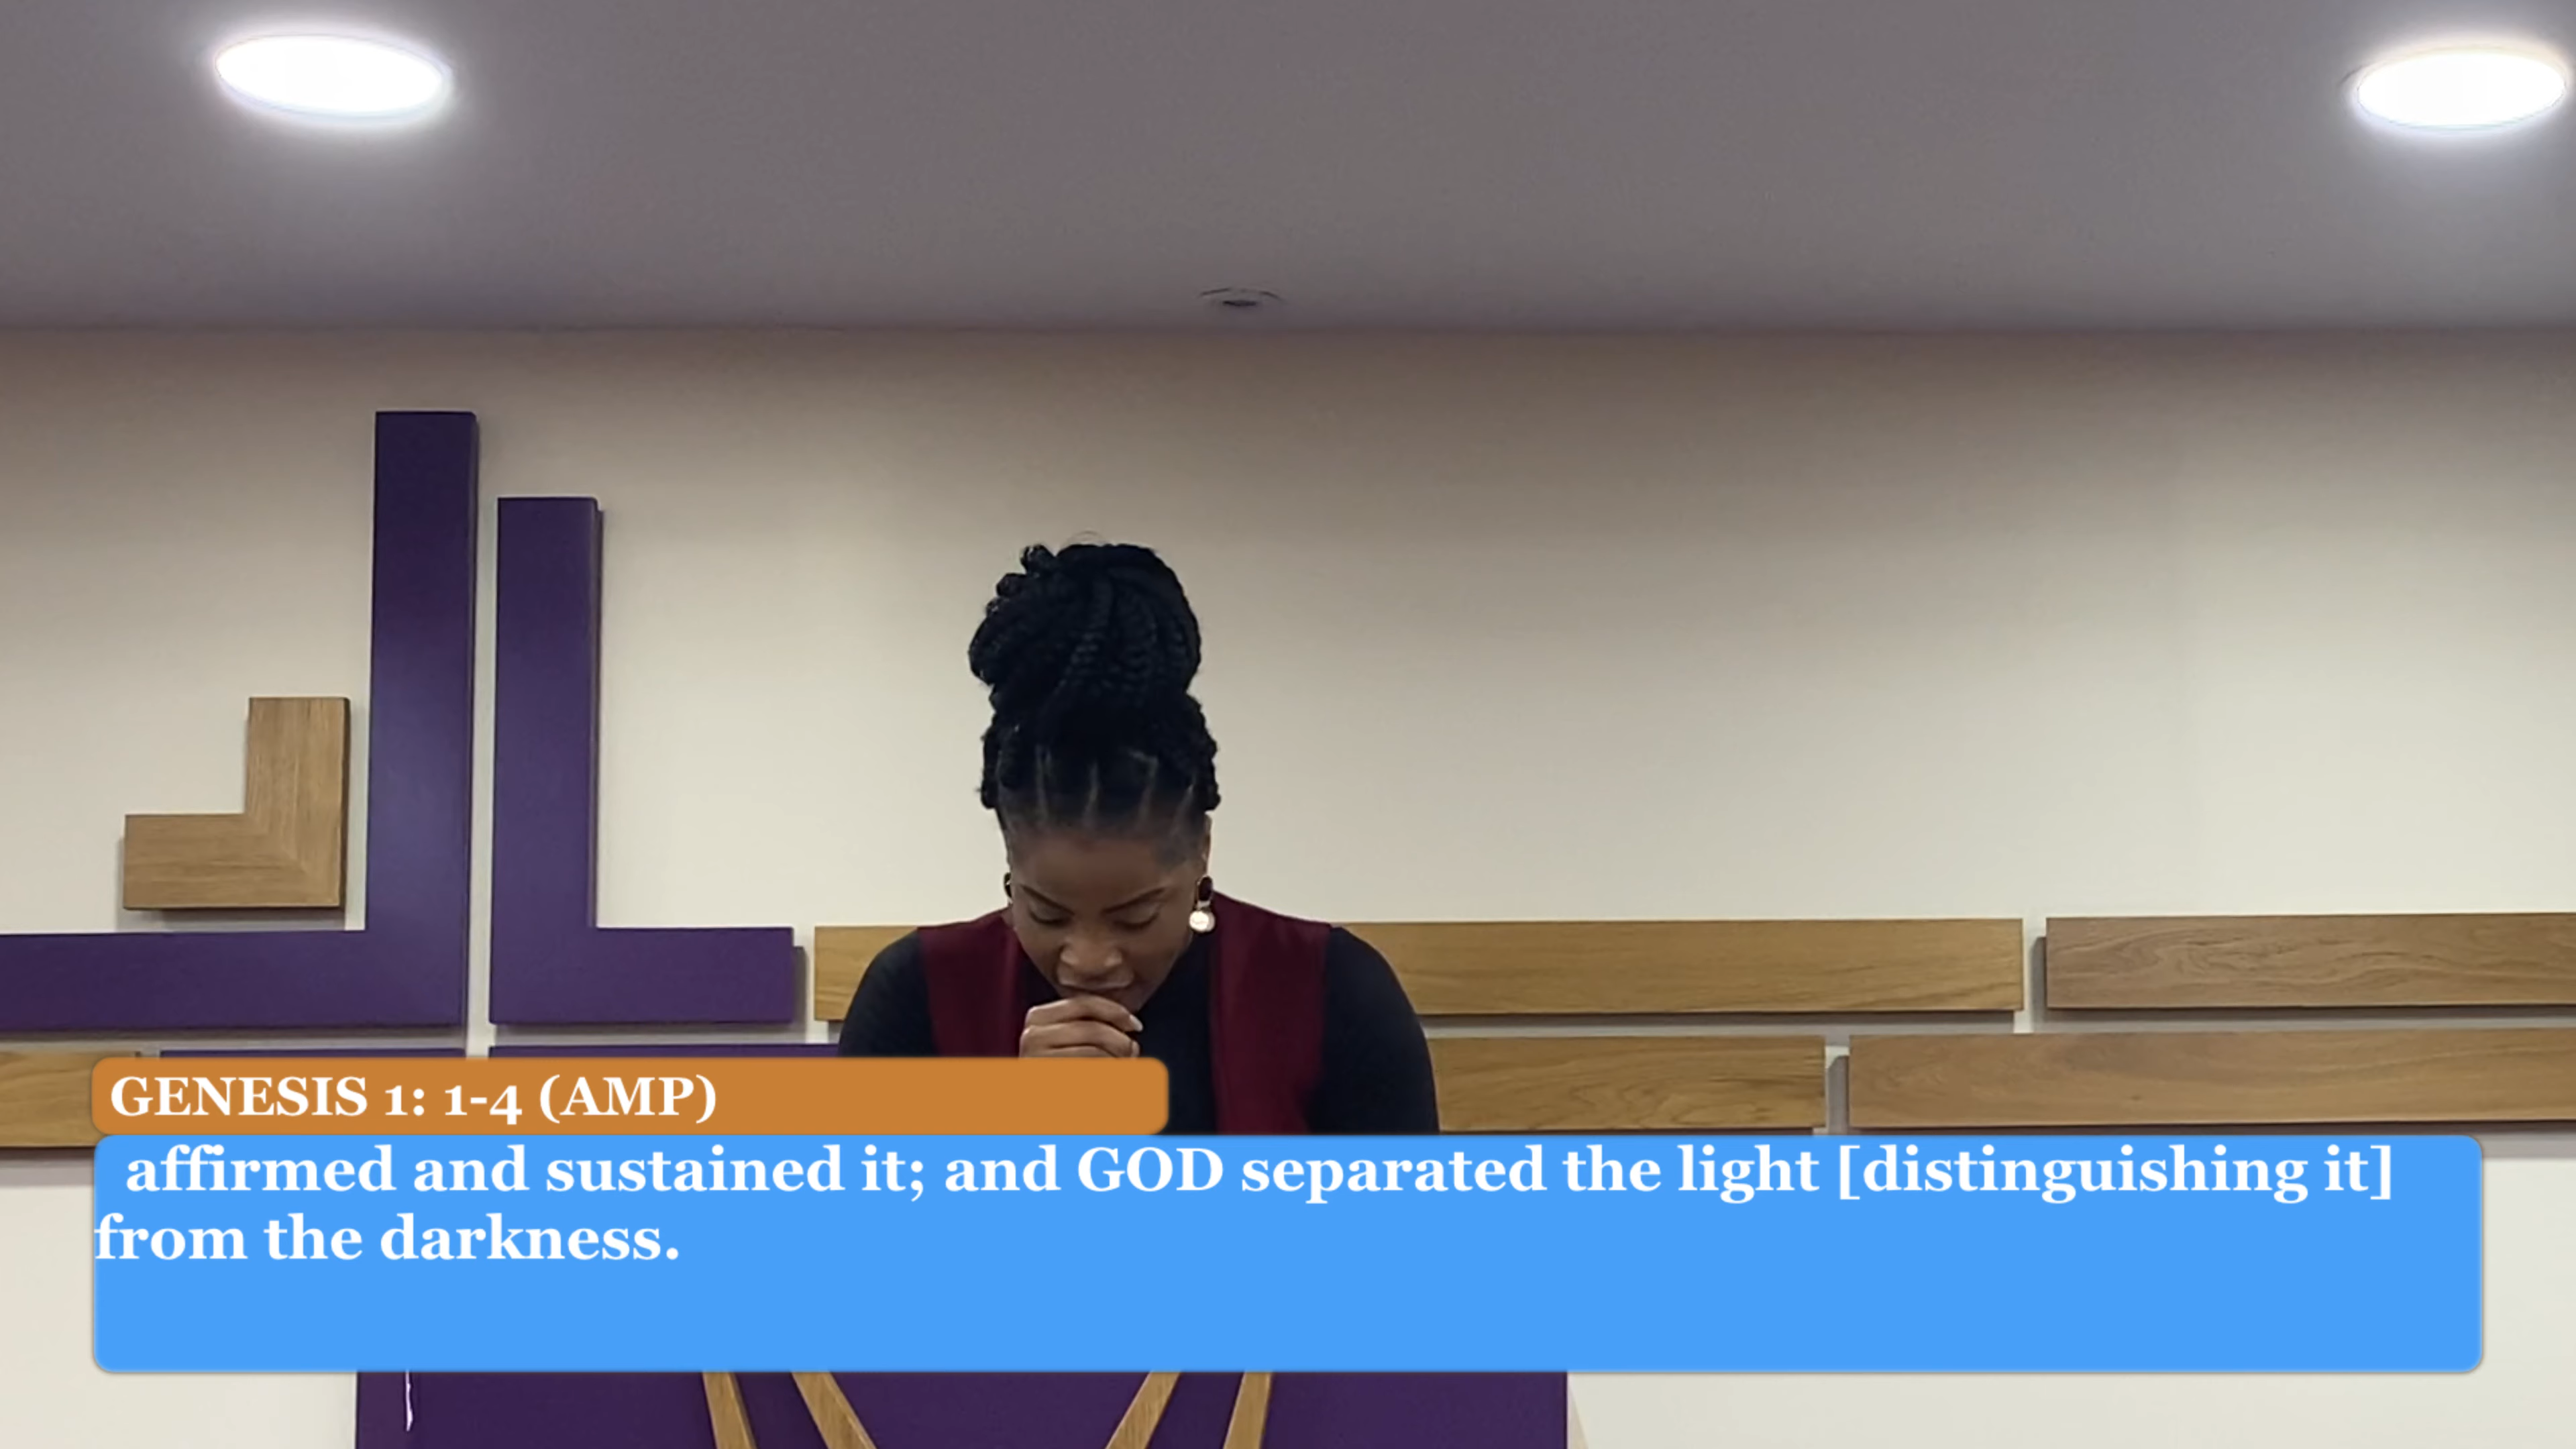 GENESIS 1: 1-4 (AMP)
affirmed and sustained it; and GOD separated the light [distinguishing it]
from the darkness.